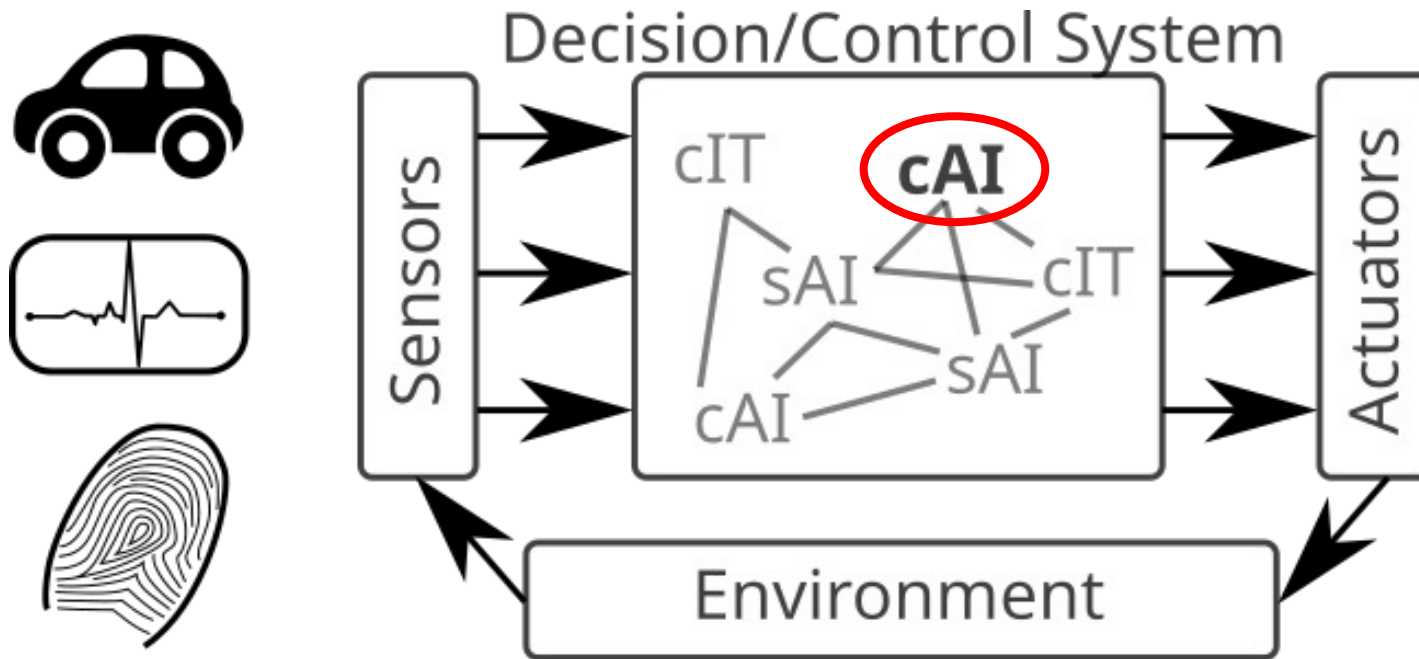 Decision/Control System
Sensors
cIT
cAI
sAI
cIT
sAI
cAI
Actuators
Environment